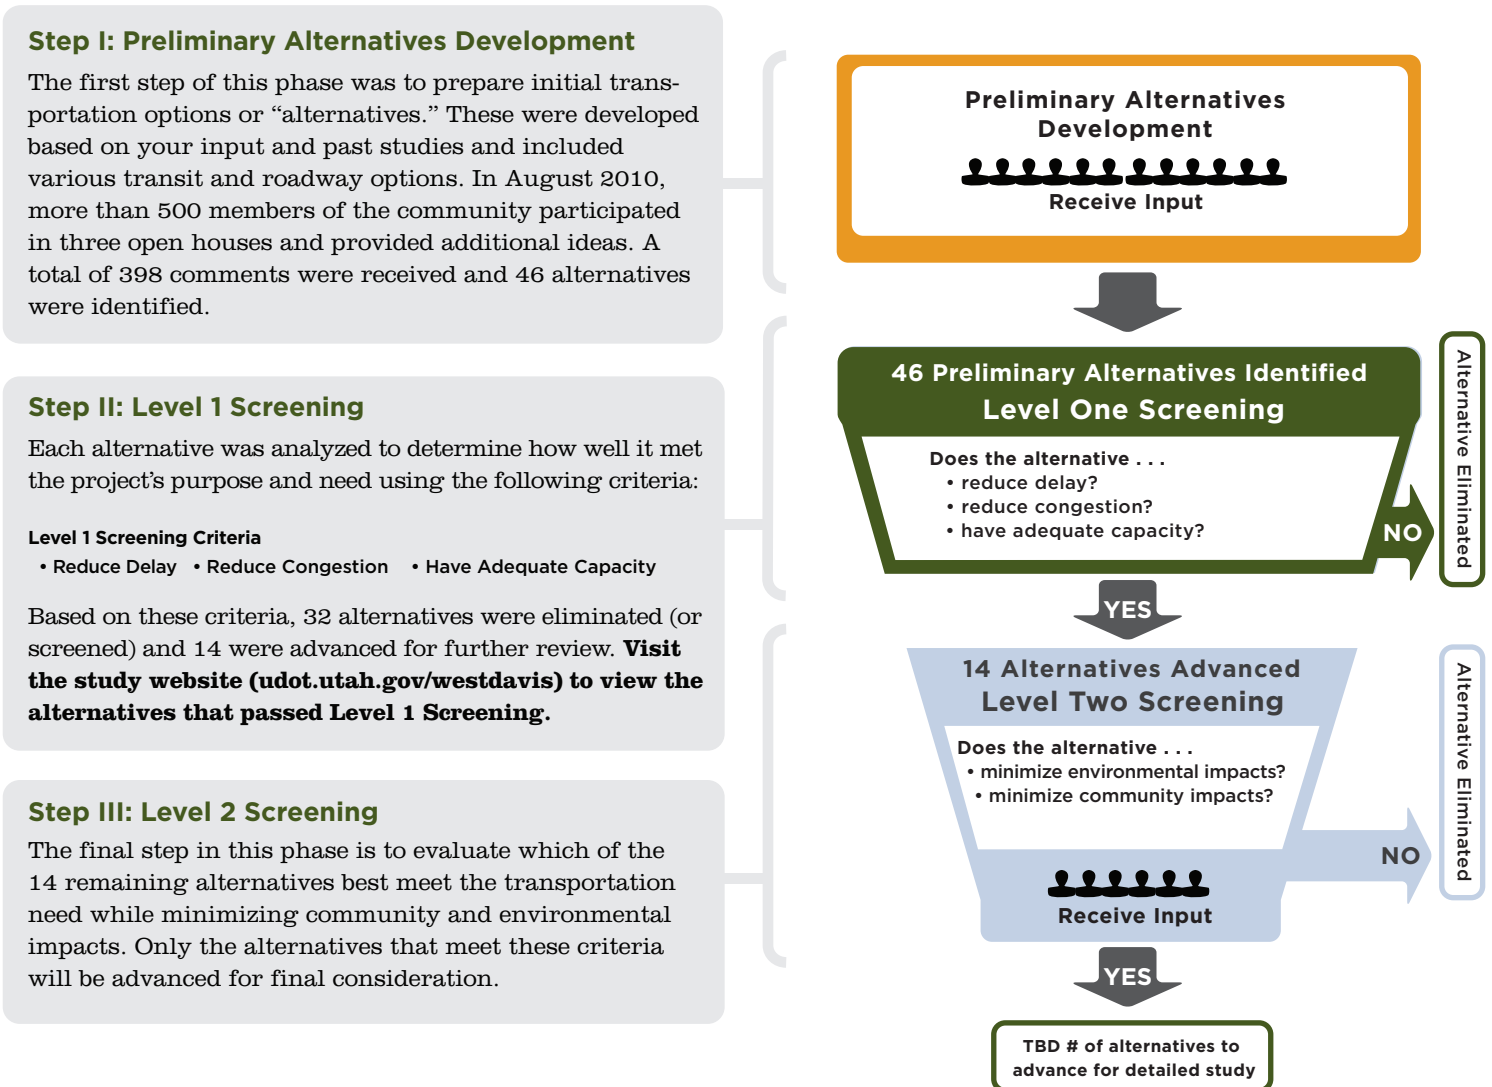 Step I: Preliminary Alternatives Development
The first step of this phase was to prepare initial trans-
portation options or “alternatives.” These were developed
based on your input and past studies and included
various transit and roadway options. In August 2010,
more than 500 members of the community participated
in three open houses and provided additional ideas. A
total of 398 comments were received and 46 alternatives
were identified.
Step II: Level 1 Screening
Each alternative was analyzed to determine how well it met
the project’s purpose and need using the following criteria:
Level 1 Screening Criteria
• Reduce Delay • Reduce Congestion • Have Adequate Capacity
Based on these criteria, 32 alternatives were eliminated (or
screened) and 14 were advanced for further review. Visit
the study website (udot.utah.gov/westdavis) to view the
alternatives that passed Level 1 Screening.
Step III: Level 2 Screening
The final step in this phase is to evaluate which of the
14 remaining alternatives best meet the transportation
need while minimizing community and environmental
impacts. Only the alternatives that meet these criteria
will be advanced for final consideration.
Preliminary Alternatives
Development
Receive Input
46 Preliminary Alternatives Identified
Level One Screening
Does the alternative . . .
• reduce delay?
• reduce congestion?
• have adequate capacity?
NO
Alternative Eliminated
YES
14 Alternatives Advanced
Level Two Screening
Does the alternative . . .
• minimize environmental impacts?
• minimize community impacts?
NO
Alternative Eliminated
Receive Input
YES
TBD # of alternatives to
advance for detailed study